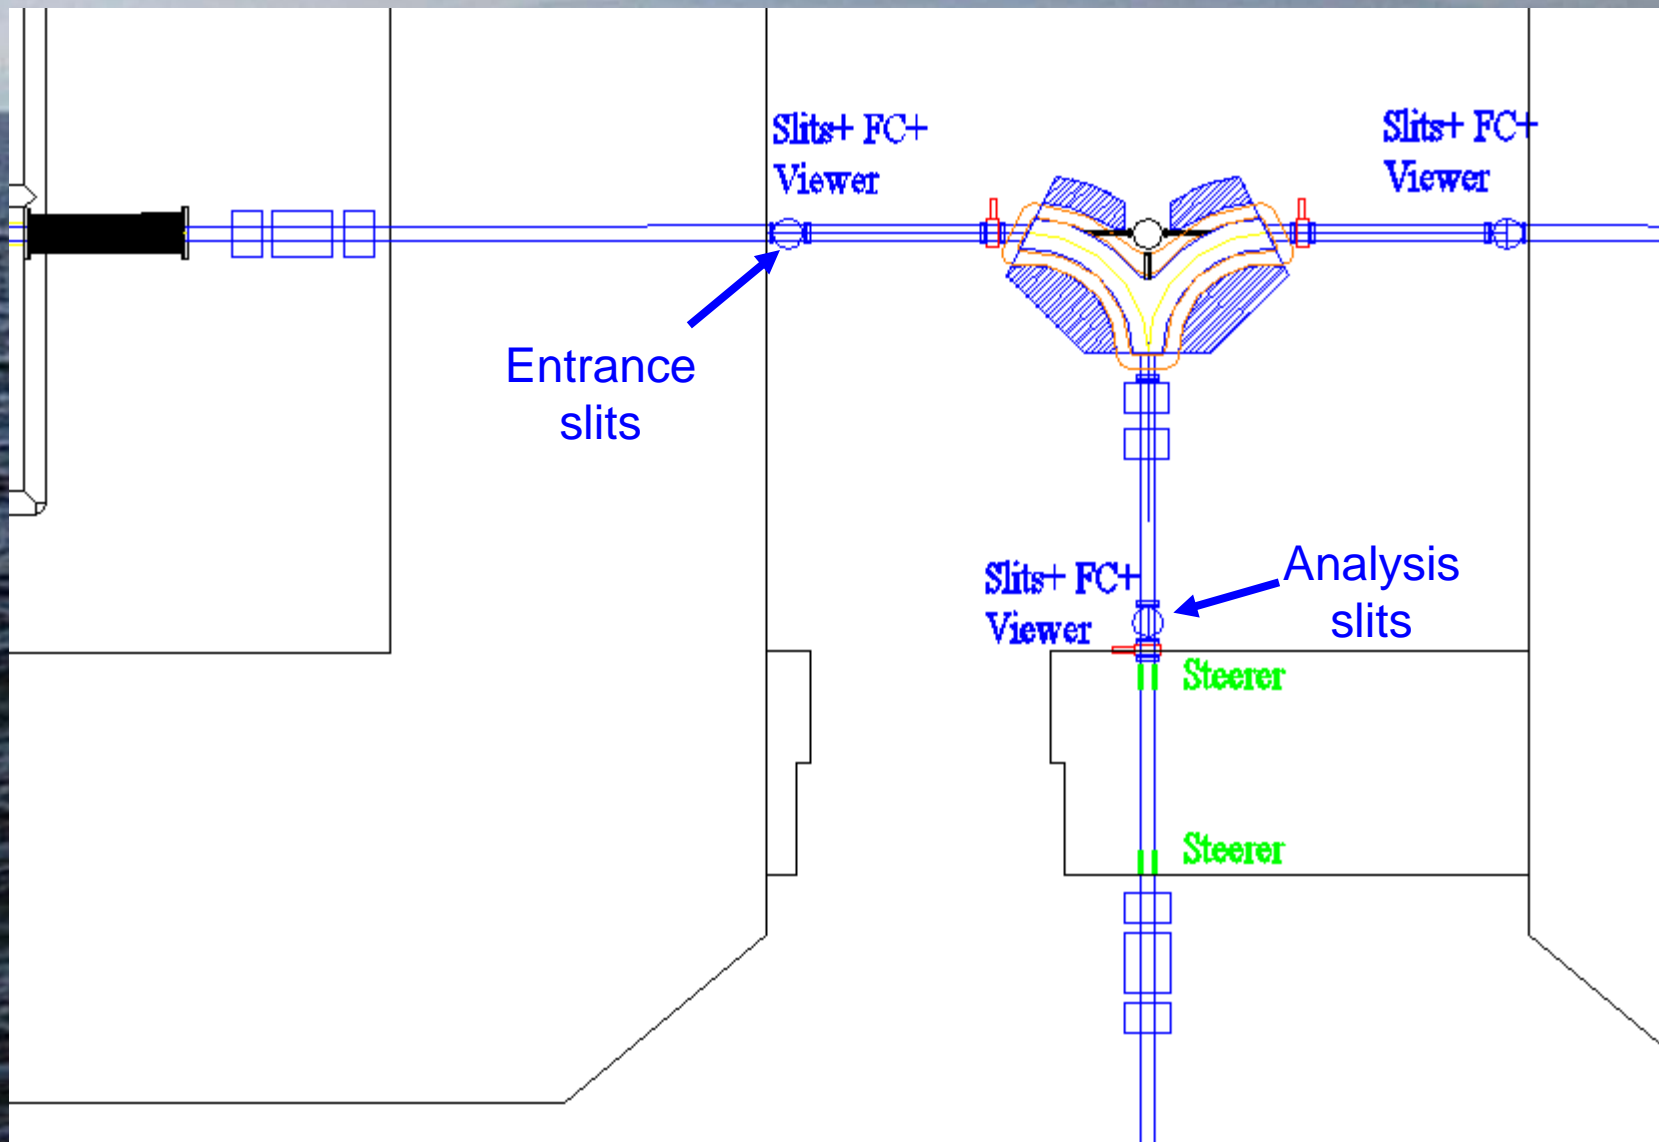 Slits+ FC+
Viewer
Slits+ FC+
Viewer
Entrance
slits
Slits+ FC+
Viewer
Analysis
slits
Steerer
Steerer